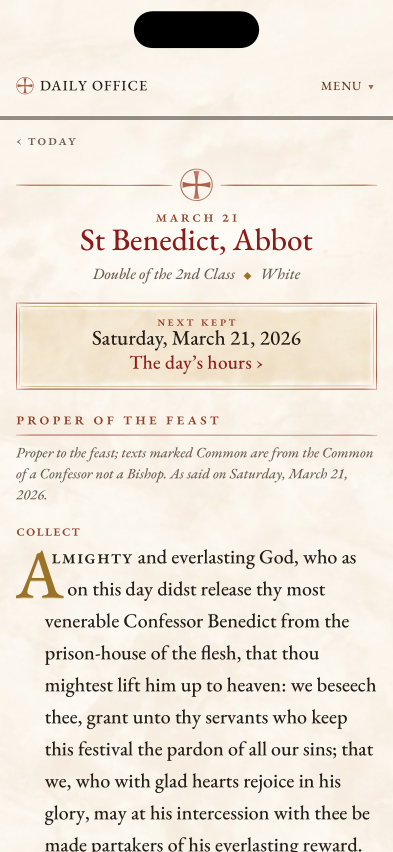 DAILY OFFICE
MENU ▼
‹ TODAY
MARCH 21
St Benedict, Abbot
Double of the 2nd Class ◆ White
NEXT KEPT
Saturday, March 21, 2026
The day’s hours ›
PROPER OF THE FEAST
Proper to the feast; texts marked Common are from the Common
of a Confessor not a Bishop. As said on Saturday, March 21,
2026.
COLLECT
ALMIGHTY and everlasting God, who as
on this day didst release thy most
venerable Confessor Benedict from the
prison-house of the flesh, that thou
mightest lift him up to heaven: we beseech
thee, grant unto thy servants who keep
this festival the pardon of all our sins; that
we, who with glad hearts rejoice in his
glory, may at his intercession with thee be
made partakers of his everlasting reward.